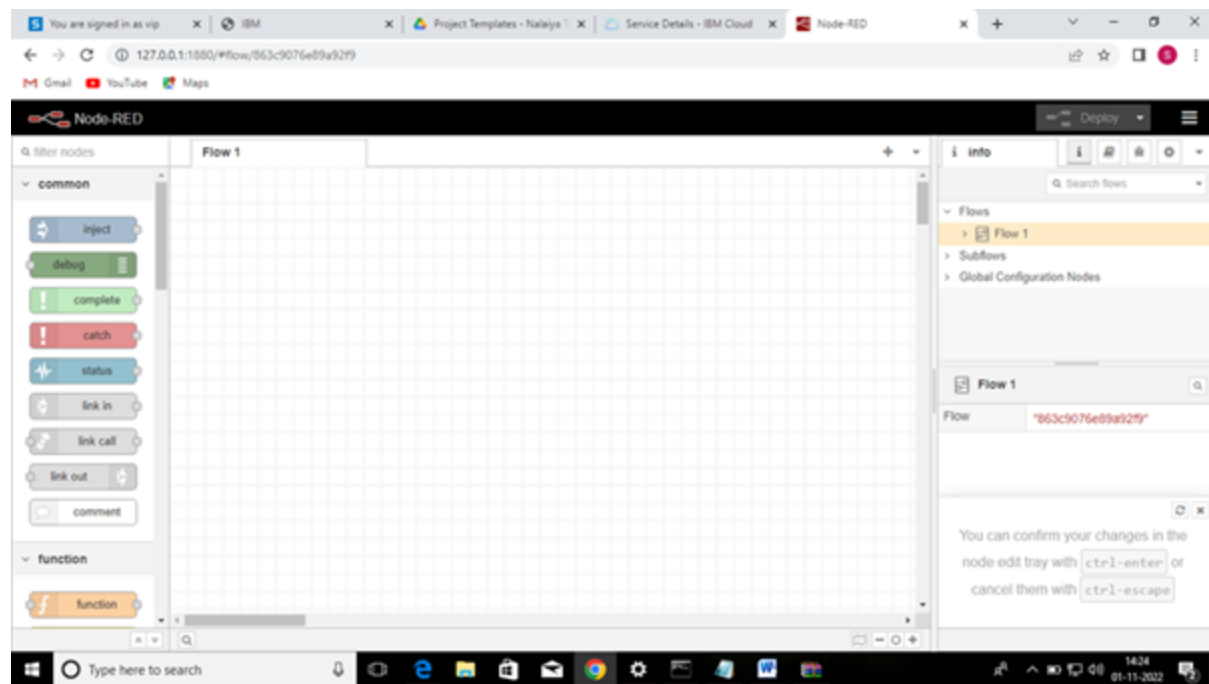 You are signed in as vip
IBM
Project Templates - Nalaiya T
Service Details - IBM Cloud
Node-RED
127.0.0.1:1880/#flow/863c9076e89a92f9
S
Gmail
YouTube
Maps
Node-RED
Deploy
filter nodes
Flow 1
i info
i
common
Search flows
Flows
Flow 1
Subflows
Global Configuration Nodes
inject
debug
complete
catch
status
link in
link call
link out
comment
function
function
Flow 1
Flow
"863c9076e89a92f9"
You can confirm your changes in the
node edit tray with ctrl-enter or
cancel them with ctrl-escape
Type here to search
14:24
01-11-2022